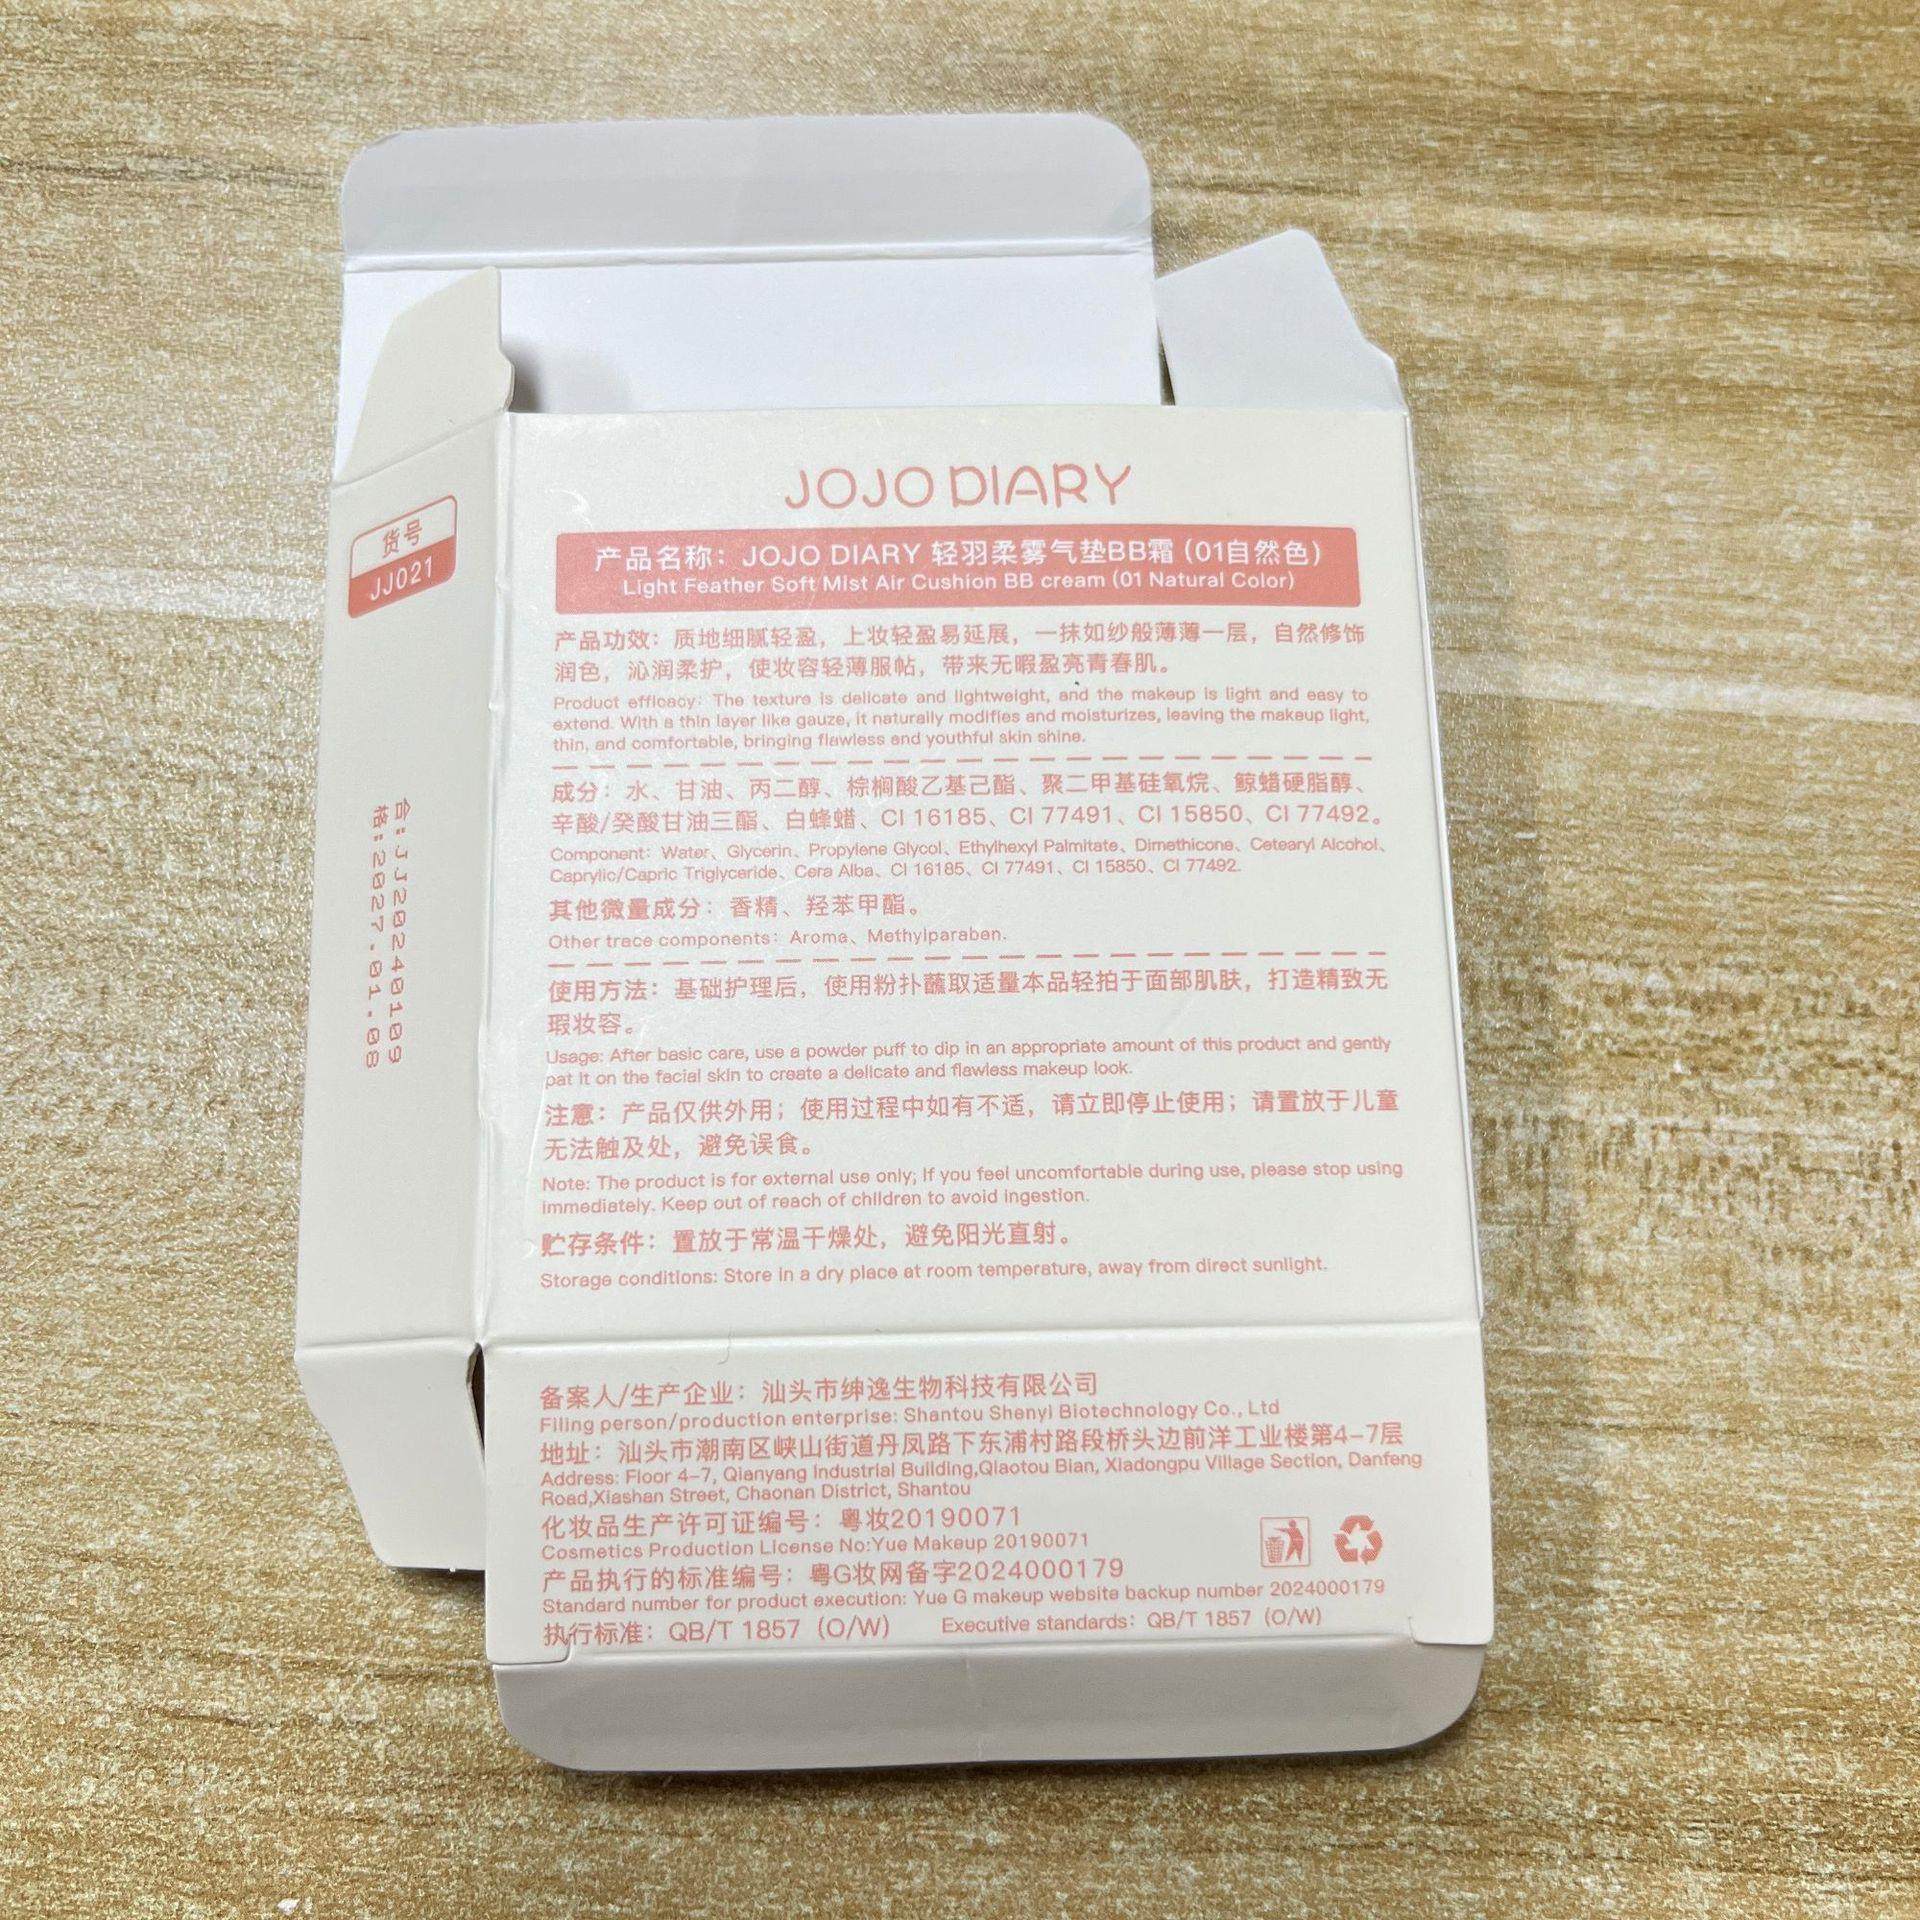 货号
JJ021
合:JJ20240109
格:2027.01.08
JOJO DIARY
产品名称：JOJO DIARY 轻羽柔雾气垫BB霜（01自然色）
Light Feather Soft Mist Air Cushion BB cream (01 Natural Color)
产品功效：质地细腻轻盈，上妆轻盈易延展，一抹如纱般薄薄一层，自然修饰
润色，沁润柔护，使妆容轻薄服帖，带来无暇盈亮青春肌。
Product efficacy: The texture is delicate and lightweight, and the makeup is light and easy to
extend. With a thin layer like gauze, it naturally modifies and moisturizes, leaving the makeup light,
thin, and comfortable, bringing flawless and youthful skin shine.
成分：水、甘油、丙二醇、棕榈酸乙基己酯、聚二甲基硅氧烷、鲸蜡硬脂醇、
辛酸/癸酸甘油三酯、白蜂蜡、CI 16185、CI 77491、CI 15850、CI 77492。
Component：Water、Glycerin、Propylene Glycol、Ethylhexyl Palmitate、Dimethicone、Cetearyl Alcohol、
Caprylic/Capric Triglyceride、Cera Alba、CI 16185、CI 77491、CI 15850、CI 77492.
其他微量成分：香精、羟苯甲酯。
Other trace components：Aroma、Methylparaben.
使用方法：基础护理后，使用粉扑蘸取适量本品轻拍于面部肌肤，打造精致无
瑕妆容。
Usage: After basic care, use a powder puff to dip in an appropriate amount of this product and gently
pat it on the facial skin to create a delicate and flawless makeup look.
注意：产品仅供外用；使用过程中如有不适，请立即停止使用；请置放于儿童
无法触及处，避免误食。
Note: The product is for external use only; If you feel uncomfortable during use, please stop using
immediately. Keep out of reach of children to avoid ingestion.
贮存条件：置放于常温干燥处，避免阳光直射。
Storage conditions: Store in a dry place at room temperature, away from direct sunlight.
备案人/生产企业：汕头市绅逸生物科技有限公司
Filing person/production enterprise: Shantou Shenyi Biotechnology Co., Ltd
地址：汕头市潮南区峡山街道丹凤路下东浦村路段桥头边前洋工业楼第4-7层
Address: Floor 4-7, Qianyang Industrial Building,Qiaotou Bian, Xiadongpu Village Section, Danfeng
Road,Xiashan Street, Chaonan District, Shantou
化妆品生产许可证编号：粤妆20190071
Cosmetics Production License No:Yue Makeup 20190071
产品执行的标准编号：粤G妆网备字2024000179
Standard number for product execution: Yue G makeup website backup number 2024000179
执行标准：QB/T 1857（O/W） Executive standards：QB/T 1857（O/W）